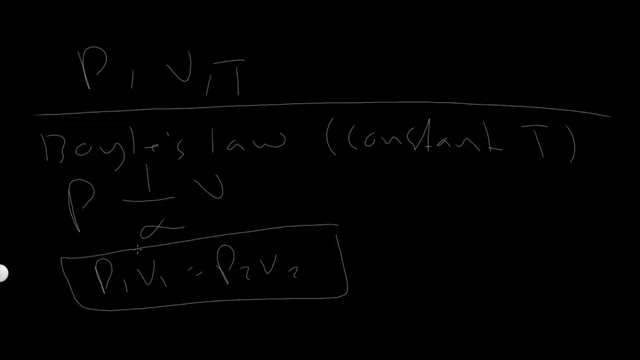 P, V, T
Boyle's law (constant T)
P 1/∝ V
P₁V₁ = P₂V₂